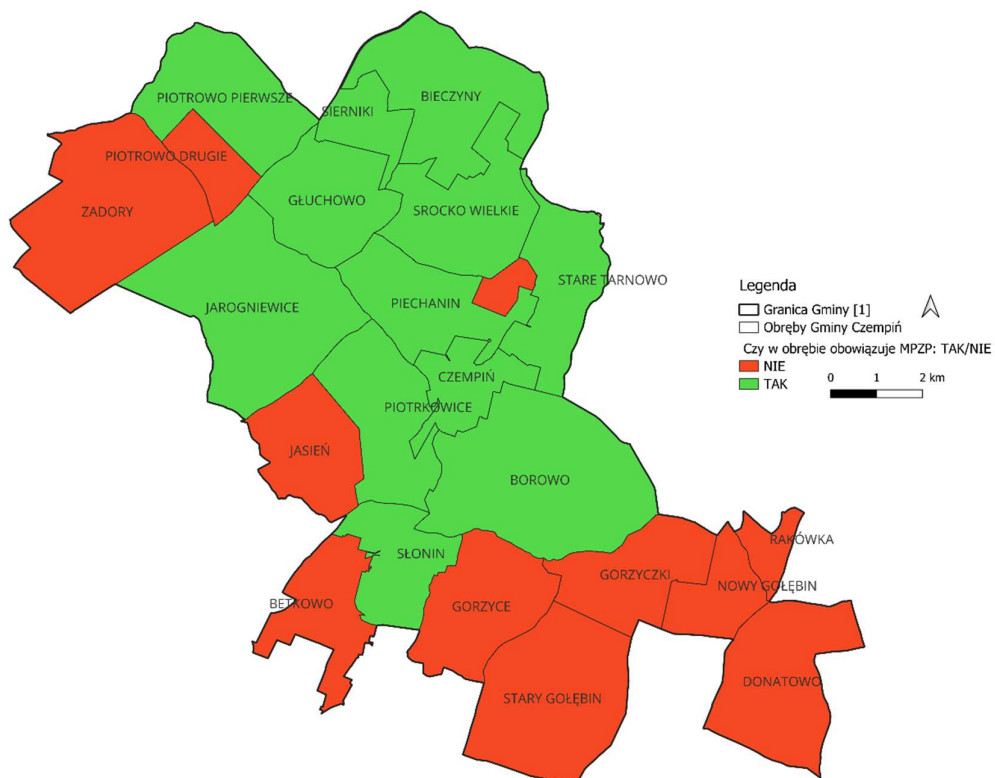 PIOTROWO PIERWSZE
SIERNIKI
BIECZYNY
PIOTROWO DRUGIE
ZADORY
GŁUCHOWO
SROCKO WIELKIE
STARE TARNOWO
JAROGNIEWICE
PIECHANIN
CZEMPIŃ
PIOTRKOWICE
JASIEŃ
BOROWO
SŁONIN
RAKÓWKA
GORZYCZKI
NOWY GOŁĘBIN
BETKOWO
GORZYCE
STARY GOŁĘBIN
DONATOWO
Legenda
Granica Gminy [1]
Obręby Gminy Czempiń
Czy w obrębie obowiązuje MPZP: TAK/NIE
NIE
TAK
0 1 2 km